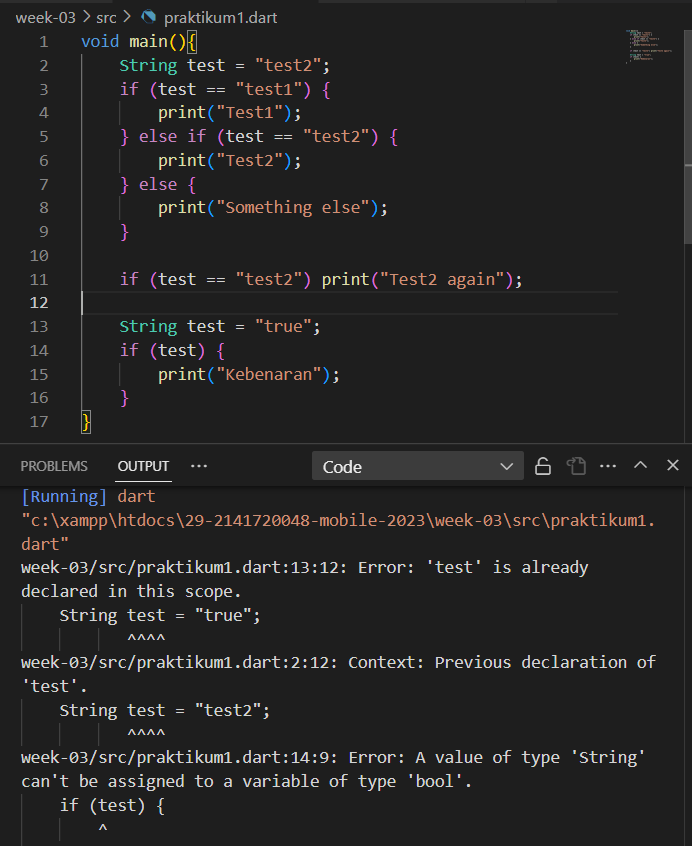 week-03 > src > praktikum1.dart
1 void main(){
2 String test = "test2";
3 if (test == "test1") {
4 print("Test1");
5 } else if (test == "test2") {
6 print("Test2");
7 } else {
8 print("Something else");
9 }
10
11 if (test == "test2") print("Test2 again");
12
13 String test = "true";
14 if (test) {
15 print("Kebenaran");
16 }
17 }
PROBLEMS OUTPUT ··· Code ···
[Running] dart
"c:\xampp\htdocs\29-2141720048-mobile-2023\week-03\src\praktikum1.
dart"
week-03/src/praktikum1.dart:13:12: Error: 'test' is already
declared in this scope.
String test = "true";
^^^^
week-03/src/praktikum1.dart:2:12: Context: Previous declaration of
'test'.
String test = "test2";
^^^^
week-03/src/praktikum1.dart:14:9: Error: A value of type 'String'
can't be assigned to a variable of type 'bool'.
if (test) {
^